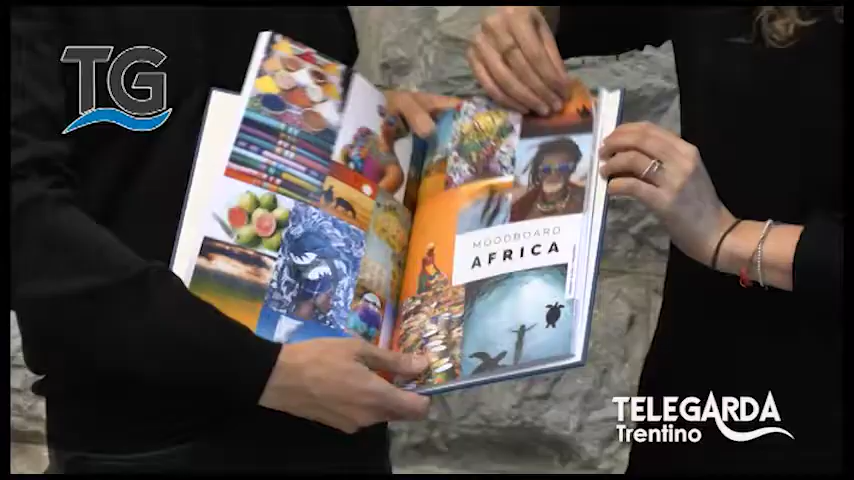 TG
MOODBOARD
AFRICA
TELEGARDA
Trentino